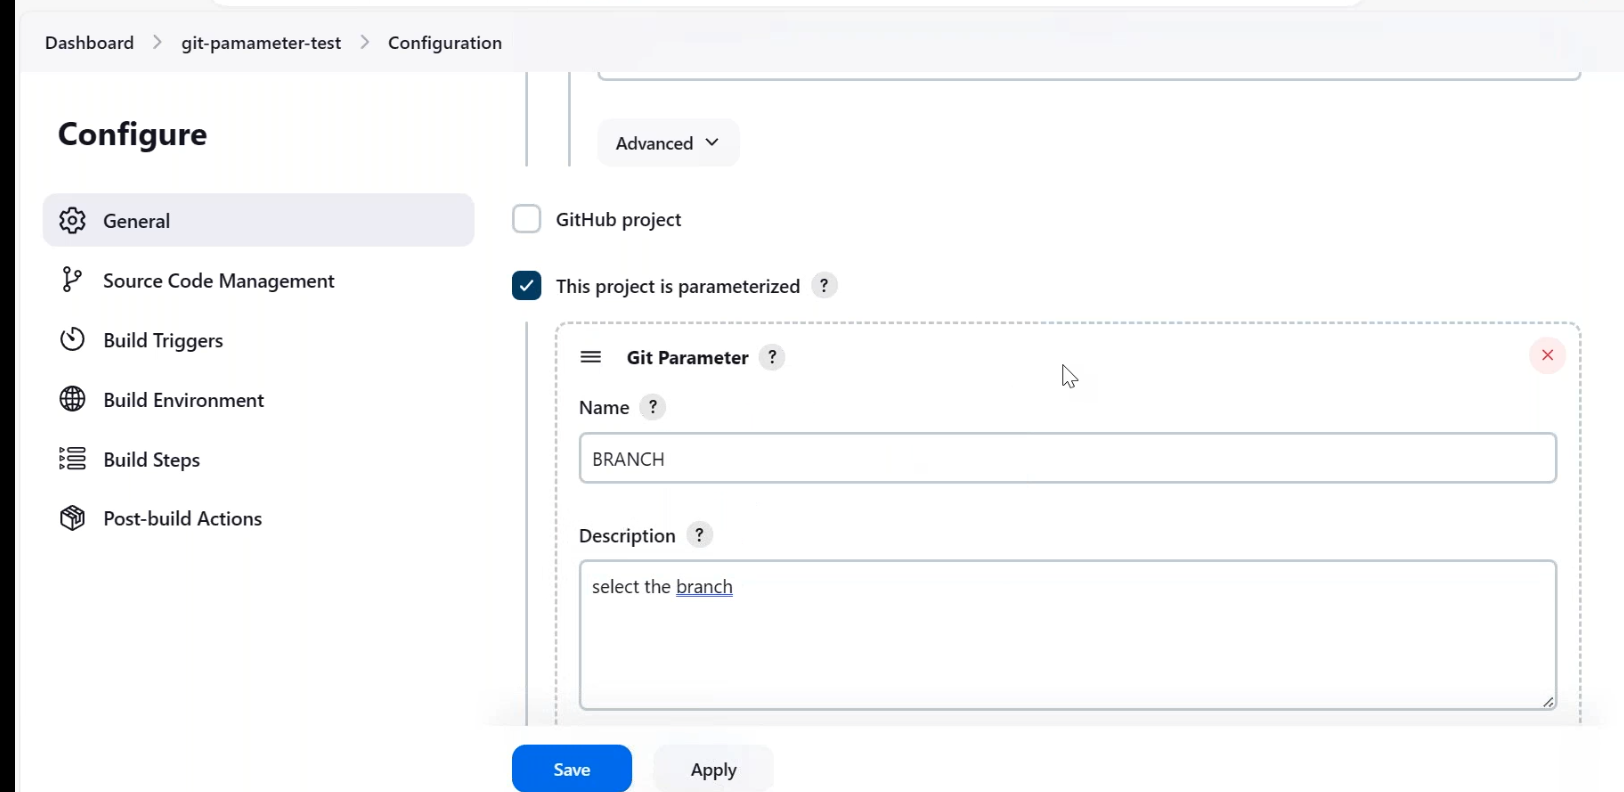 Dashboard > git-pamameter-test > Configuration
Configure
Advanced
General
GitHub project
Source Code Management
This project is parameterized ?
Build Triggers
Git Parameter ?
Build Environment
Name ?
BRANCH
Build Steps
Post-build Actions
Description ?
select the branch
Save Apply